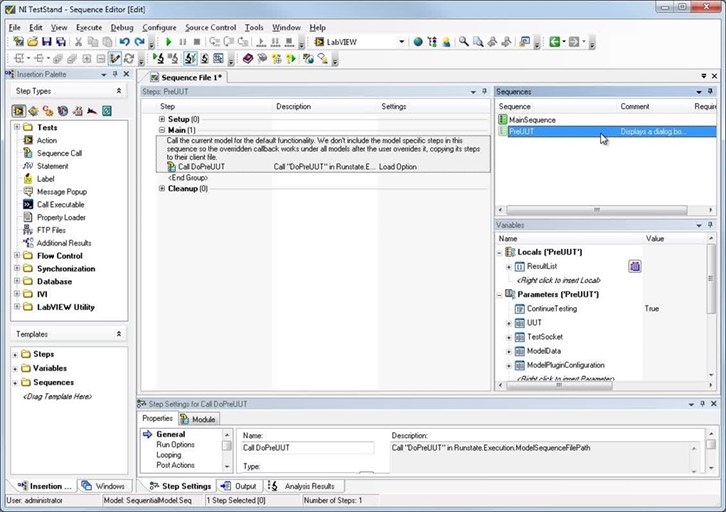 NI TestStand - Sequence Editor [Edit]
File Edit View Execute Debug Configure Source Control Tools Window Help
LabVIEW
Insertion Palette
Step Types
Tests
Action
Sequence Call
Statement
Label
Message Popup
Call Executable
Property Loader
FTP Files
Additional Results
Flow Control
Synchronization
Database
IVI
LabVIEW Utility
Templates
Steps
Variables
Sequences
<Drag Template Here>
Insertion ... Windows
Sequence File 1*
Steps: PreUUT
Step Description Settings
Setup (0)
Main (1)
Call the current model for the default functionality. We don't include the model specific steps in this
sequence so the overridden callback works under all models after the user overrides it, copying its steps
to their client file.
Call DoPreUUT Call "DoPreUUT" in Runstate.E... Load Option
<End Group>
Cleanup (0)
Sequences
Sequence Comment Requir
MainSequence
PreUUT Displays a dialog bo...
Variables
Name Value
Locals ('PreUUT')
ResultList
<Right click to insert Local>
Parameters ('PreUUT')
ContinueTesting True
UUT
TestSocket
ModelData
ModelPluginConfiguration
<Right click to insert Parameter>
Step Settings for Call DoPreUUT
Properties Module
General
Run Options
Looping
Post Actions
Name:
Call DoPreUUT
Type:
Description:
Call "DoPreUUT" in Runstate.Execution.ModelSequenceFilePath
Step Settings Output Analysis Results
User: administrator Model: SequentialModel.Seq 1 Step Selected [0] Number of Steps: 1